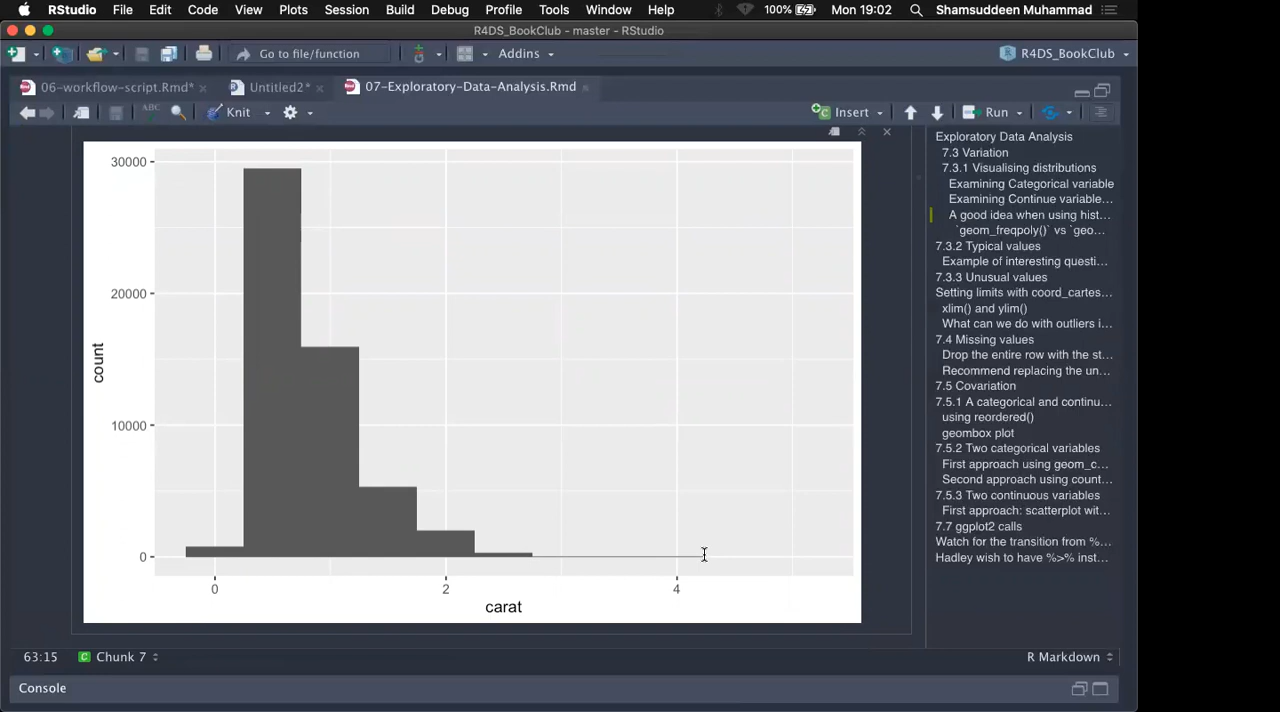 RStudio File Edit Code View Plots Session Build Debug Profile Tools Window Help 100% Mon 19:02 Shamsuddeen Muhammad
R4DS_BookClub - master - RStudio
Go to file/function Addins R4DS_BookClub
06-workflow-script.Rmd* Untitled2* 07-Exploratory-Data-Analysis.Rmd
ABC Knit Insert Run
30000
20000
10000
0
count
0 2 4
carat
Exploratory Data Analysis
7.3 Variation
7.3.1 Visualising distributions
Examining Categorical variable
Examining Continue variable...
A good idea when using hist...
`geom_freqpoly()` vs `geo...
7.3.2 Typical values
Example of interesting questi...
7.3.3 Unusual values
Setting limits with coord_cartes...
xlim() and ylim()
What can we do with outliers i...
7.4 Missing values
Drop the entire row with the st...
Recommend replacing the un...
7.5 Covariation
7.5.1 A categorical and continu...
using reordered()
geombox plot
7.5.2 Two categorical variables
First approach using geom_c...
Second approach using count...
7.5.3 Two continuous variables
First approach: scatterplot wit...
7.7 ggplot2 calls
Watch for the transition from %...
Hadley wish to have %>% inst...
63:15 C Chunk 7 R Markdown
Console